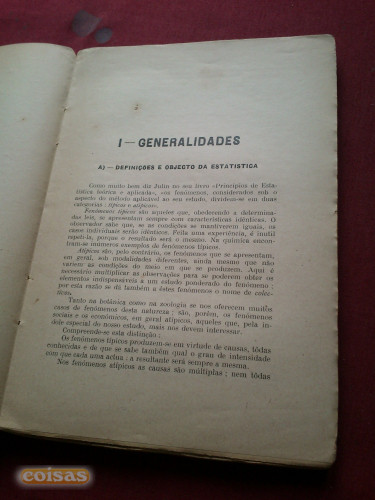 I — GENERALIDADES
A) — DEFINIÇÕES E OBJECTO DA ESTATÍSTICA
Como muito bem diz Julin no seu livro «Princípios de Esta-
tística teórica e aplicada», «os fenómenos, considerados sob o
aspecto do método aplicável ao seu estudo, dividem-se em duas
categorias: típicos e atípicos».
Fenómenos típicos são aqueles que, obedecendo a determina-
das leis, se apresentam sempre com características idênticas. O
observador sabe que, se as condições se mantiverem iguais, os
casos individuais serão idênticos. Feita uma experiência, é inútil
repeti-la, porque o resultado será o mesmo. Na química encon-
tram-se inúmeros exemplos de fenómenos típicos.
Atípicos são, pelo contrário, os fenómenos que se apresentam,
em geral, sob modalidades diferentes, ainda mesmo que não
variem as condições do meio em que se produzem. Aqui é
necessário multiplicar as observações para se poderem obter os
elementos indispensáveis a um estudo ponderado do fenómeno:
por esta razão se dá também a êstes fenómenos o nome de colec-
tivos.
Tanto na botânica como na zoologia se nos oferecem muitos
casos de fenómenos desta natureza; são, porém, os fenómenos
sociais e os económicos, em geral atípicos, aqueles que, pela ín-
dole especial do nosso estudo, mais nos devem interessar.
Compreende-se esta distinção:
Os fenómenos típicos produzem-se em virtude de causas, tôdas
conhecidas e de que se sabe também qual o grau de intensidade
com que cada uma actua: a resultante será sempre a mesma.
Nos fenómenos atípicos as causas são múltiplas; nem tôdas
coisas